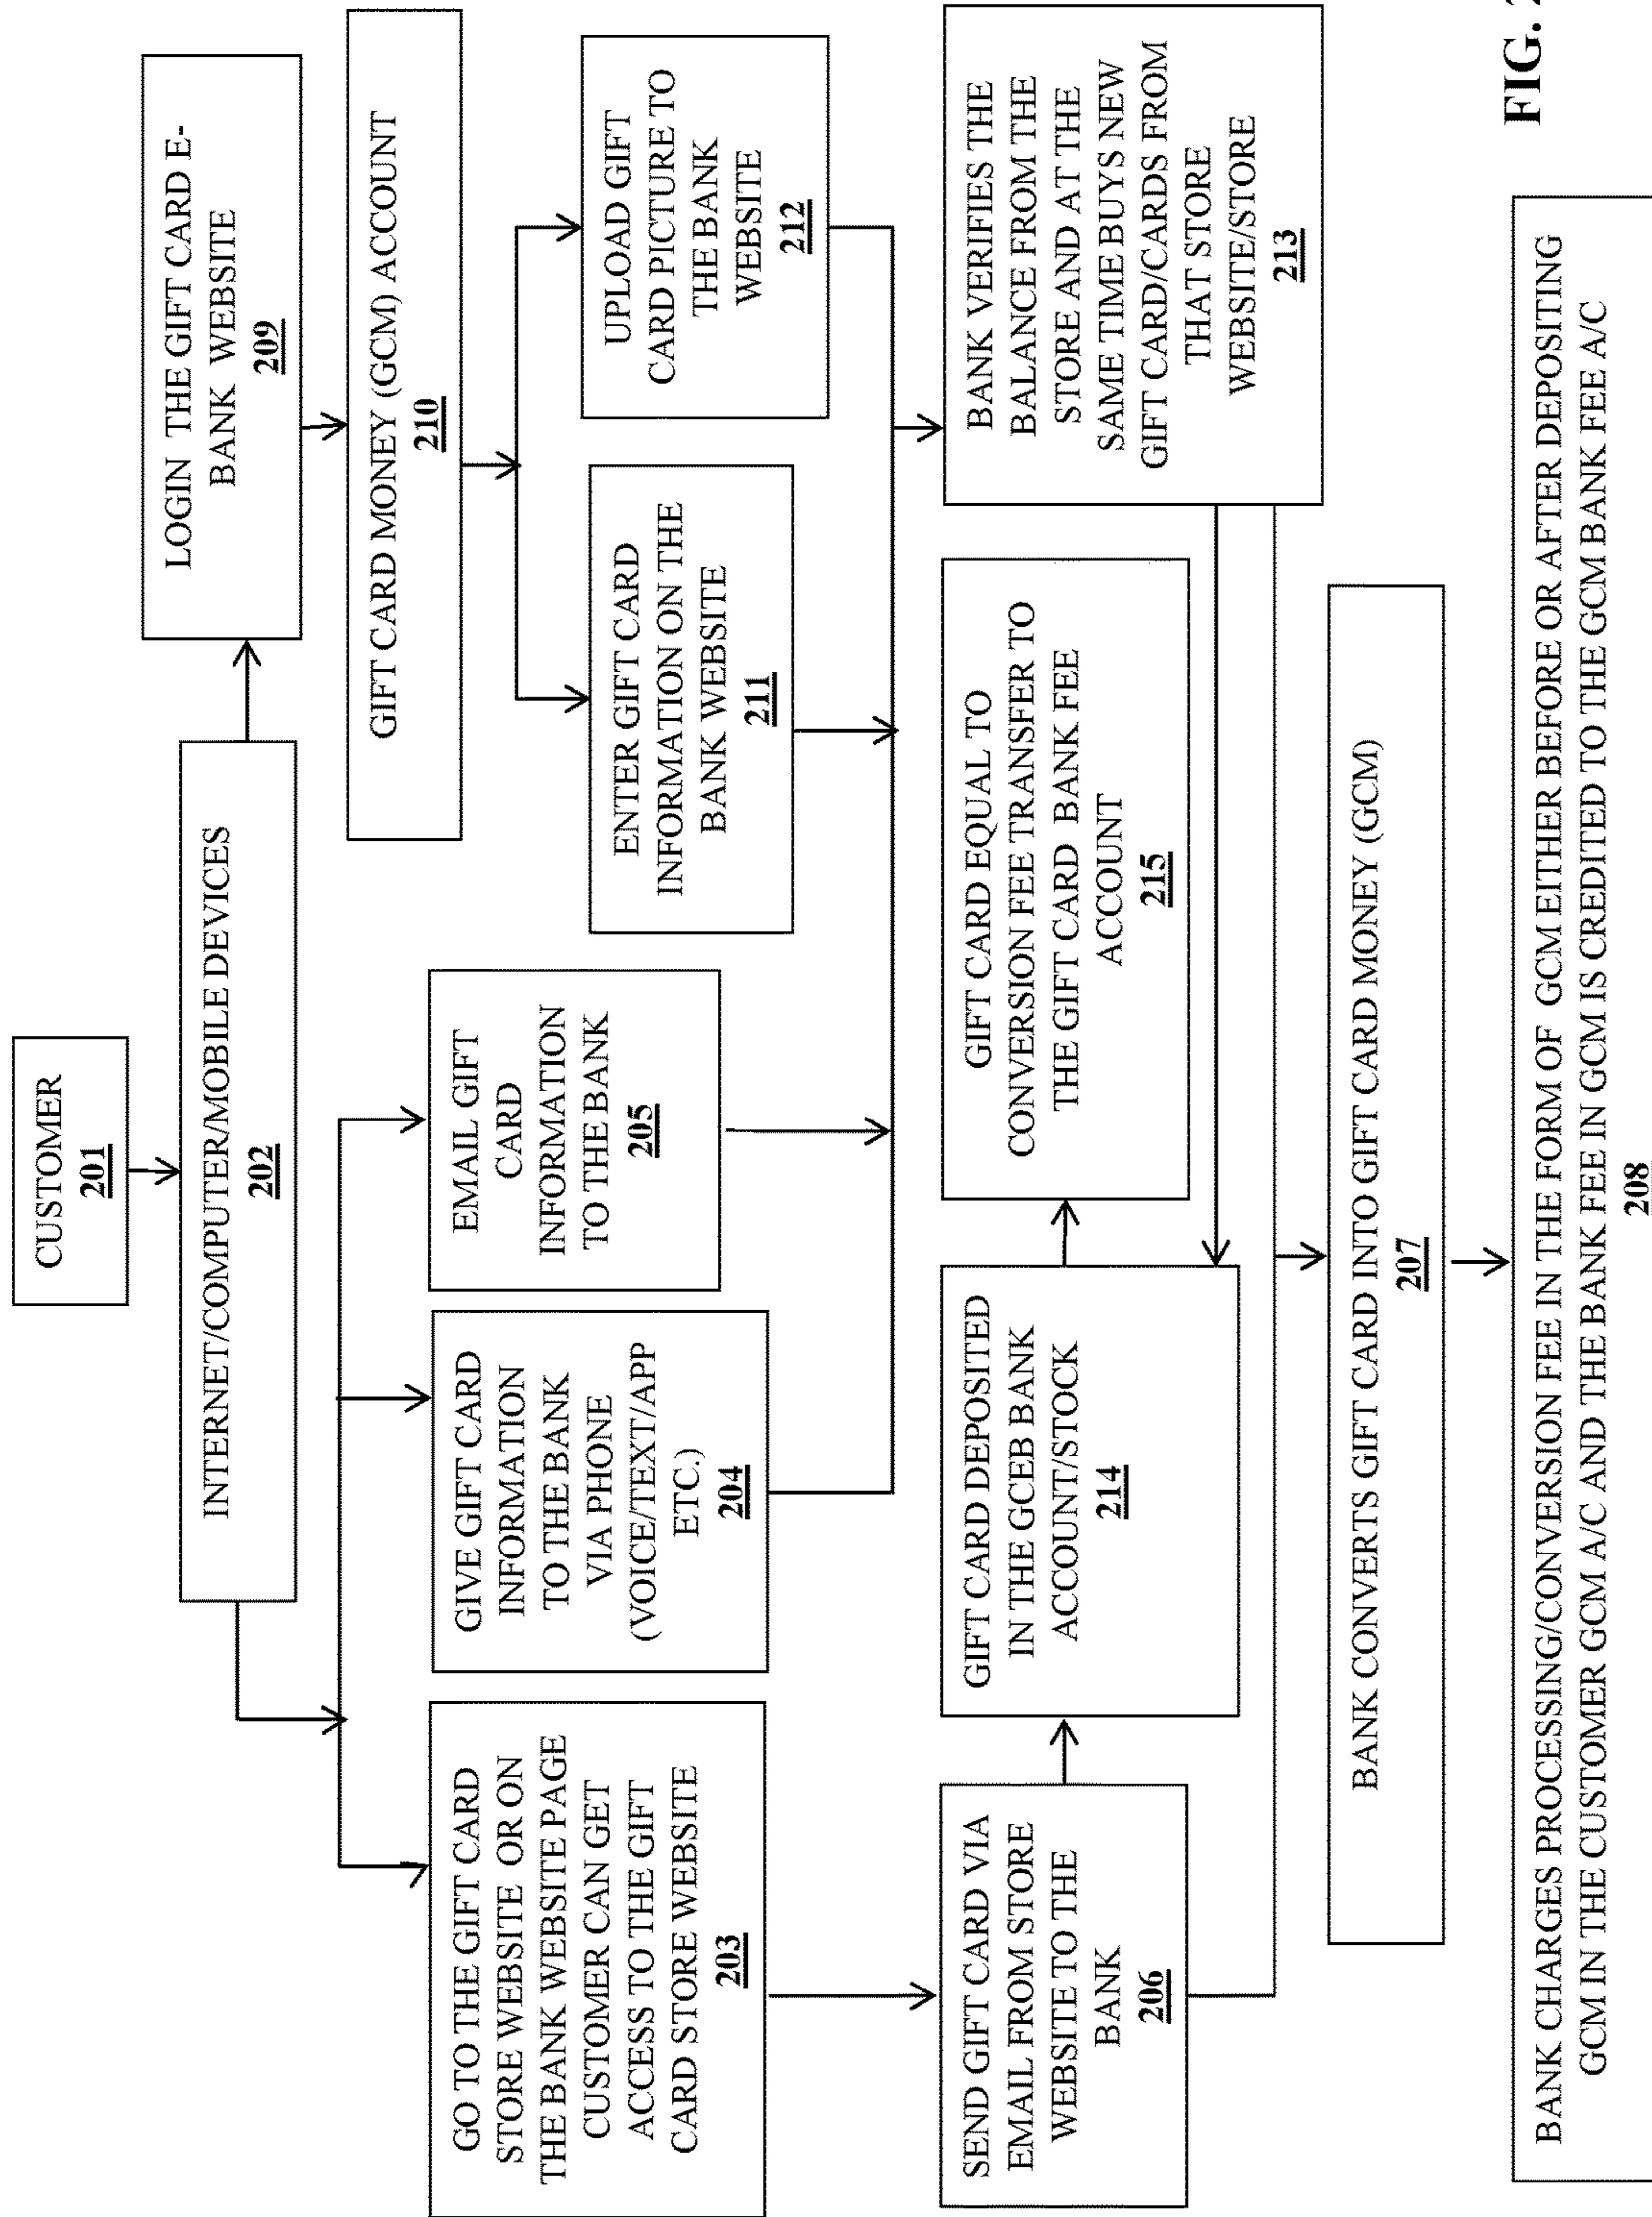 CUSTOMER
201
INTERNET/COMPUTER/MOBILE DEVICES
202
LOGIN THE GIFT CARD E-
BANK WEBSITE
209
GIFT CARD MONEY (GCM) ACCOUNT
210
GO TO THE GIFT CARD
STORE WEBSITE OR ON
THE BANK WEBSITE PAGE
CUSTOMER CAN GET
ACCESS TO THE GIFT
CARD STORE WEBSITE
203
GIVE GIFT CARD
INFORMATION
TO THE BANK
VIA PHONE
(VOICE/TEXT/APP
ETC.)
204
EMAIL GIFT
CARD
INFORMATION
TO THE BANK
205
ENTER GIFT CARD
INFORMATION ON THE
BANK WEBSITE
211
UPLOAD GIFT
CARD PICTURE TO
THE BANK
WEBSITE
212
SEND GIFT CARD VIA
EMAIL FROM STORE
WEBSITE TO THE
BANK
206
GIFT CARD DEPOSITED
IN THE GCEB BANK
ACCOUNT/STOCK
214
GIFT CARD EQUAL TO
CONVERSION FEE TRANSFER TO
THE GIFT CARD BANK FEE
ACCOUNT
215
BANK VERIFIES THE
BALANCE FROM THE
STORE AND AT THE
SAME TIME BUYS NEW
GIFT CARD/CARDS FROM
THAT STORE
WEBSITE/STORE
213
BANK CONVERTS GIFT CARD INTO GIFT CARD MONEY (GCM)
207
BANK CHARGES PROCESSING/CONVERSION FEE IN THE FORM OF GCM EITHER BEFORE OR AFTER DEPOSITING
GCM IN THE CUSTOMER GCM A/C AND THE BANK FEE IN GCM IS CREDITED TO THE GCM BANK FEE A/C
208
FIG.